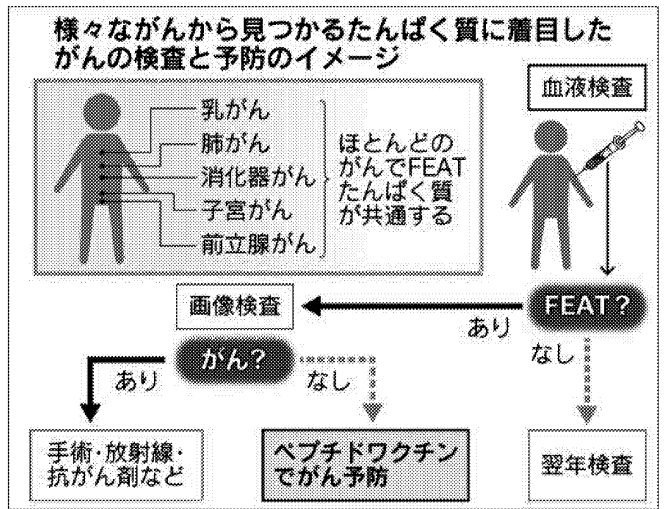 様々ながんから見つかるたんぱく質に着目した
がんの検査と予防のイメージ
乳がん
肺がん
消化器がん
子宮がん
前立腺がん
ほとんどの
がんでFEAT
たんぱく質
が共通する
血液検査
FEAT?
あり
なし
画像検査
がん?
あり
なし
手術・放射線・
抗がん剤など
ペプチドワクチン
でがん予防
翌年検査